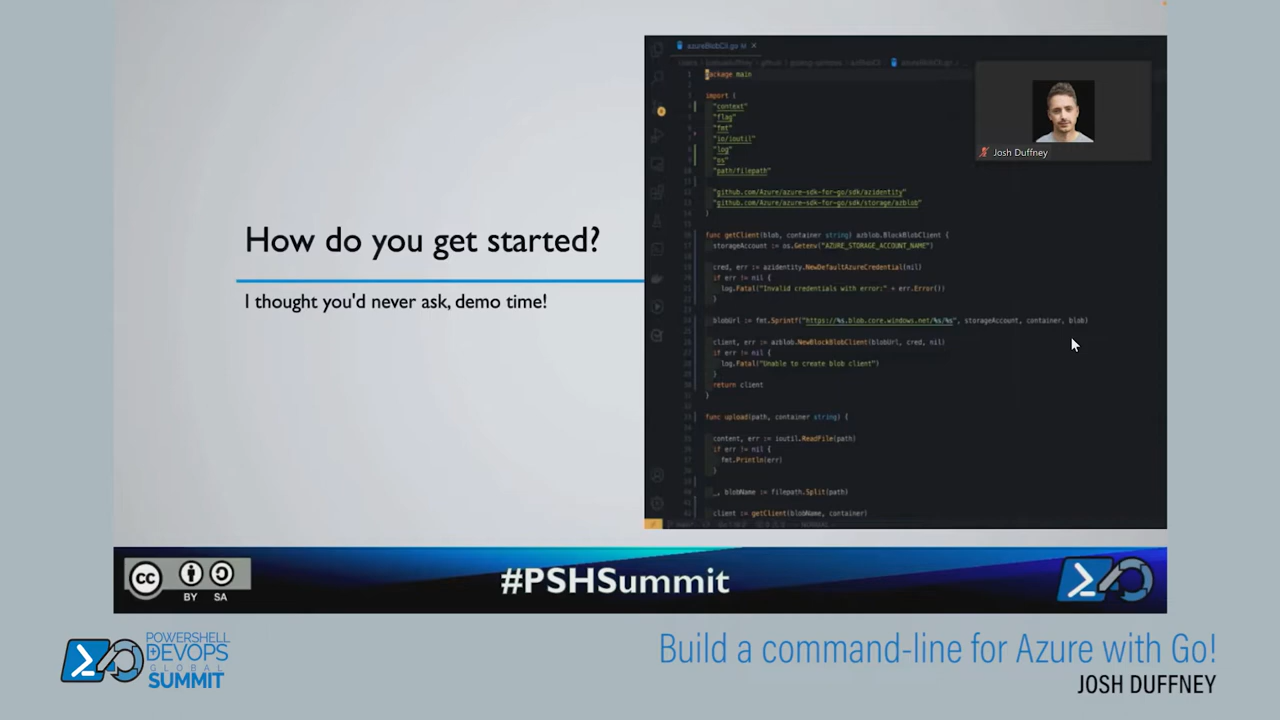 How do you get started?
I thought you'd never ask, demo time!
azureBlobCli.go M
azureBlobCli.go
package main
import (
"context"
"flag"
"fmt"
"io/ioutil"
"log"
"os"
"path/filepath"
"github.com/Azure/azure-sdk-for-go/sdk/azidentity"
"github.com/Azure/azure-sdk-for-go/sdk/storage/azblob"
)
func getClient(blob, container string) azblob.BlockBlobClient {
storageAccount := os.Getenv("AZURE_STORAGE_ACCOUNT_NAME")
cred, err := azidentity.NewDefaultAzureCredential(nil)
if err != nil {
log.Fatal("Invalid credentials with error:" + err.Error())
}
blobUrl := fmt.Sprintf("https://%s.blob.core.windows.net/%s/%s", storageAccount, container, blob)
client, err := azblob.NewBlockBlobClient(blobUrl, cred, nil)
if err != nil {
log.Fatal("Unable to create blob client")
}
return client
}
func upload(path, container string) {
content, err := ioutil.ReadFile(path)
if err != nil {
fmt.Println(err)
}
_, blobName := filepath.Split(path)
client := getClient(blobName, container)
Josh Duffney
CC BY SA
#PSHSummit
POWERSHELL
DEVOPS
GLOBAL
SUMMIT
Build a command-line for Azure with Go!
JOSH DUFFNEY